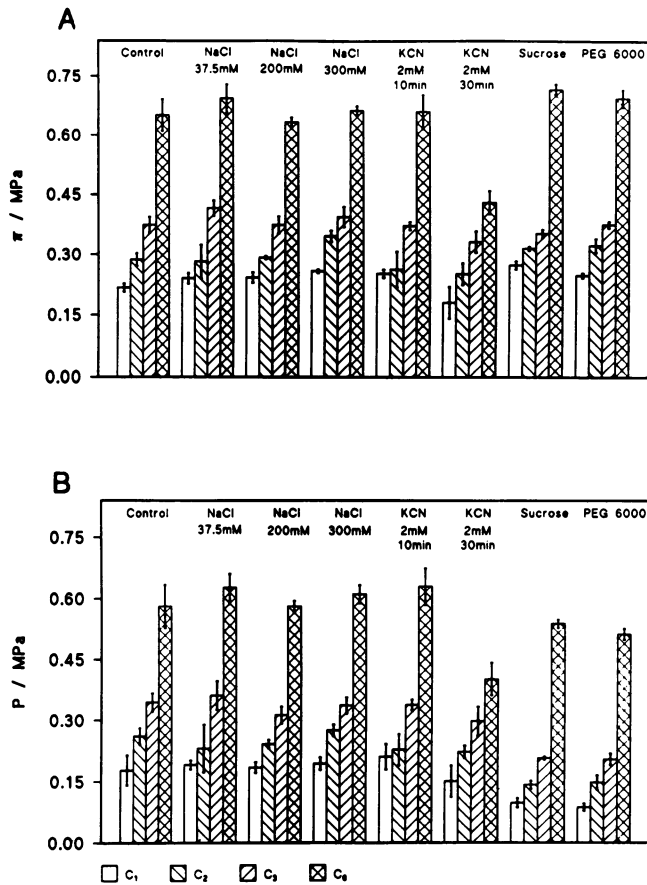 A
Control
NaCl
37.5mM
NaCl
200mM
NaCl
300mM
KCN
2mM
10min
KCN
2mM
30min
Sucrose
PEG 6000
π / MPa
0.75
0.60
0.45
0.30
0.15
0.00
B
Control
NaCl
37.5mM
NaCl
200mM
NaCl
300mM
KCN
2mM
10min
KCN
2mM
30min
Sucrose
PEG 6000
P / MPa
0.75
0.60
0.45
0.30
0.15
0.00
C₁ C₂ C₃ C₆